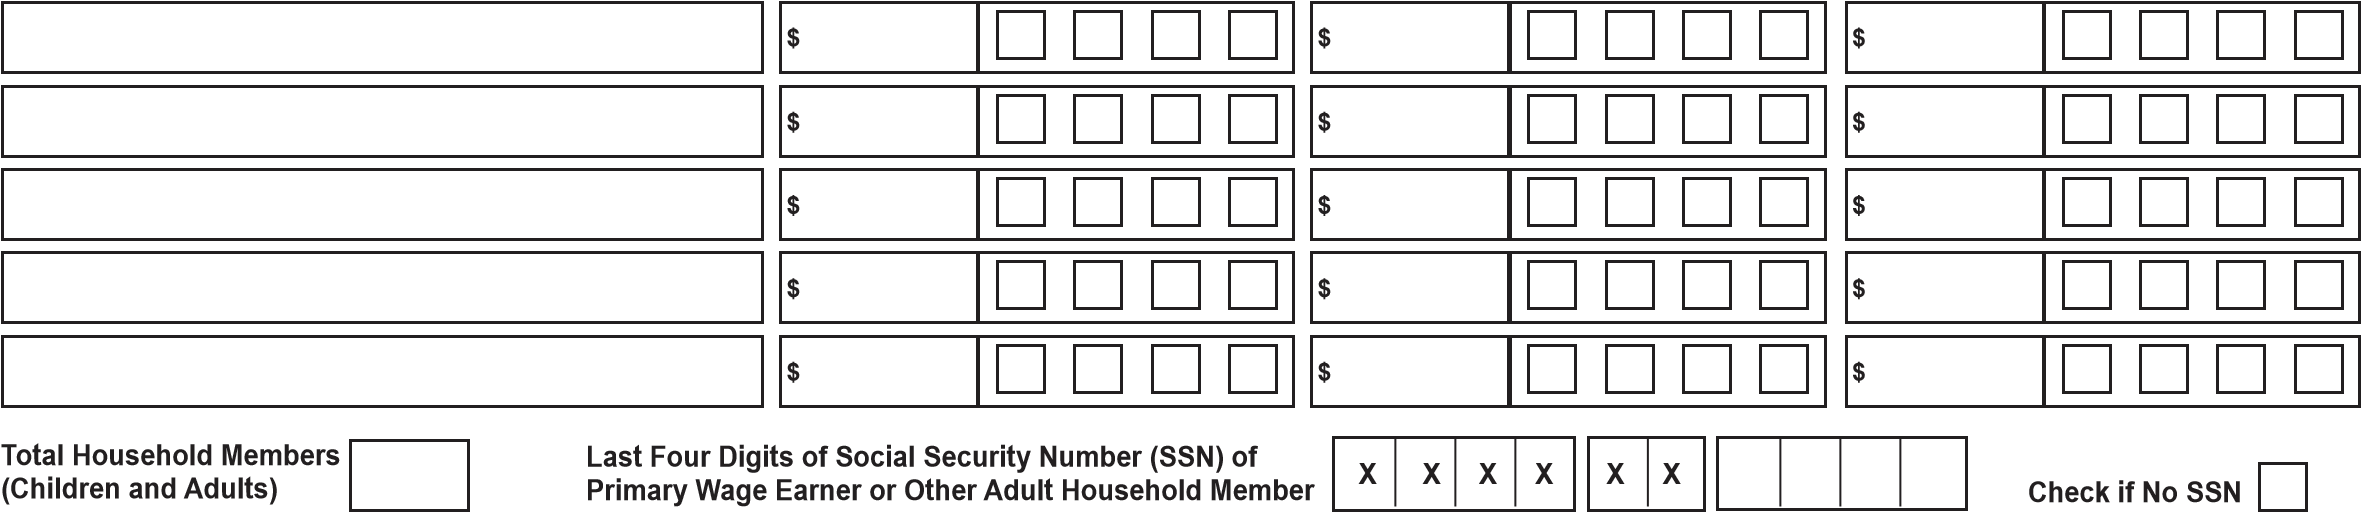 $ $ $
$ $ $
$ $ $
$ $ $
$ $ $
Total Household Members
(Children and Adults)
Last Four Digits of Social Security Number (SSN) of
Primary Wage Earner or Other Adult Household Member
X X X X X X
Check if No SSN